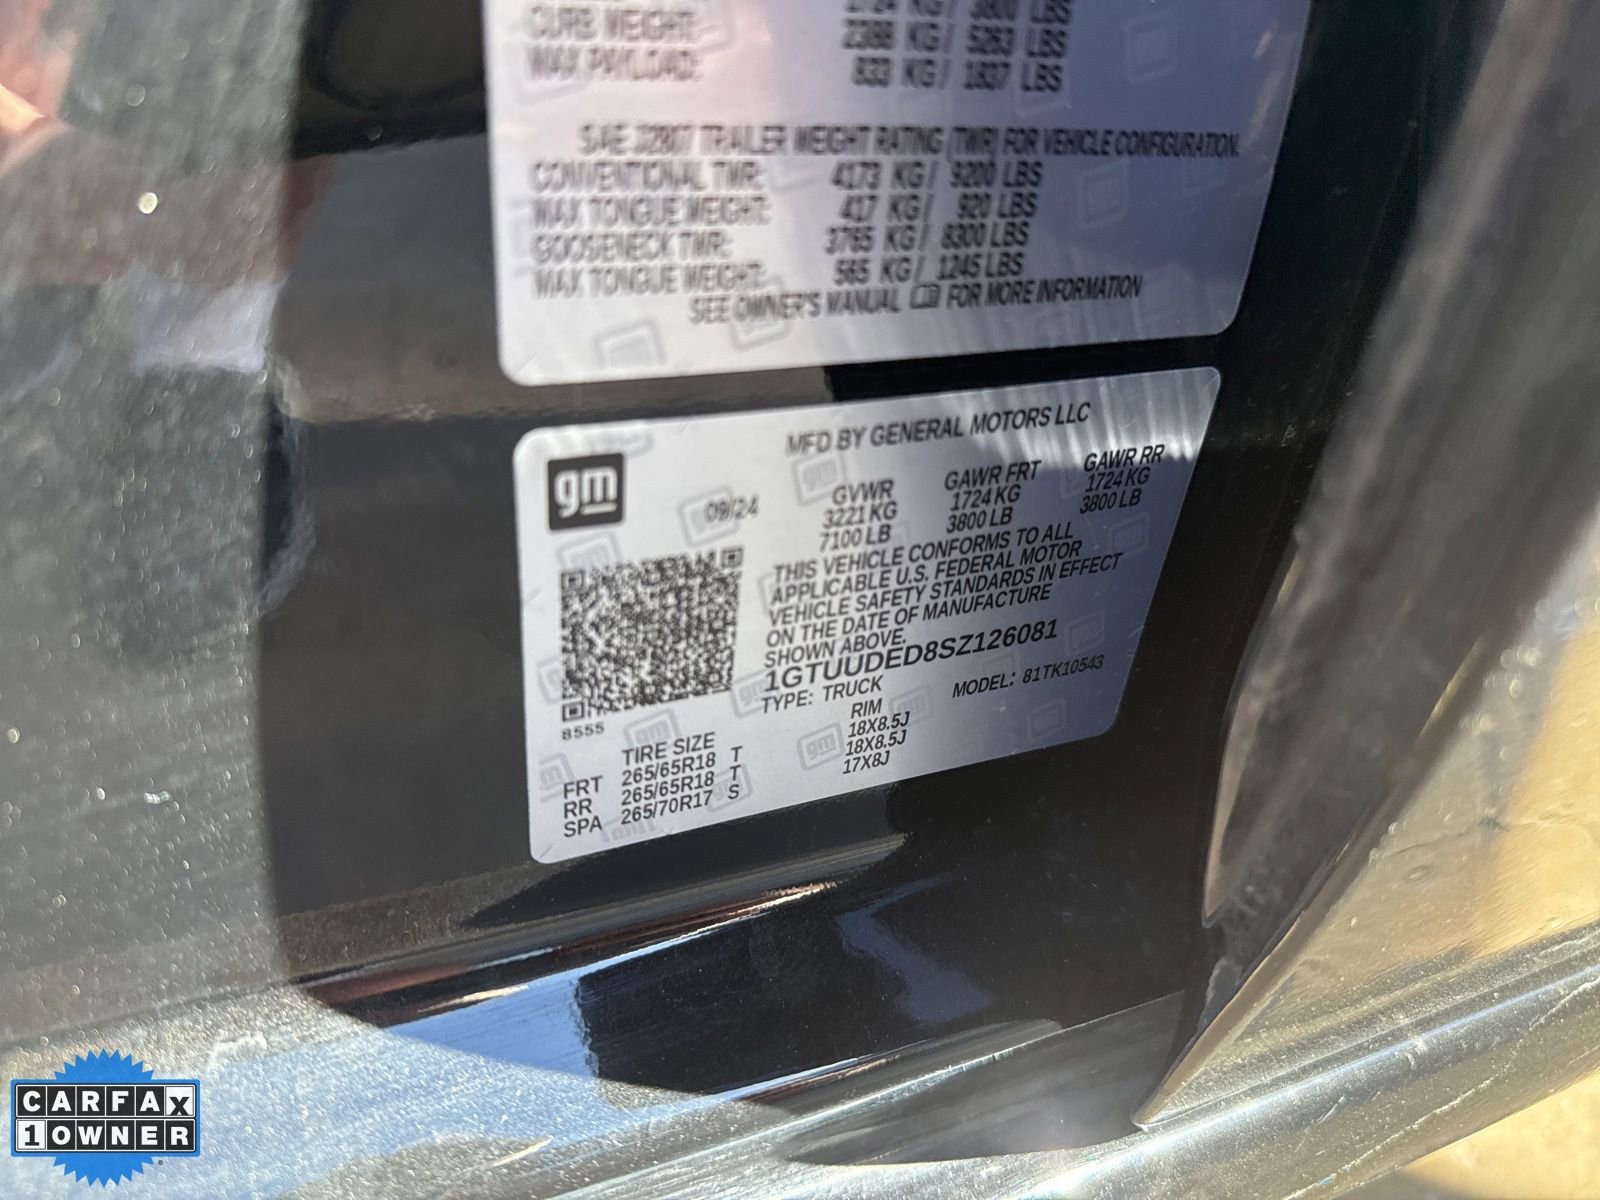 1724 KG / 3800 LBS
CURB WEIGHT: 2388 KG / 5263 LBS
MAX PAYLOAD: 833 KG / 1837 LBS
SAE J2807 TRAILER WEIGHT RATING (TWR) FOR VEHICLE CONFIGURATION.
CONVENTIONAL TWR: 4173 KG / 9200 LBS
MAX TONGUE WEIGHT: 417 KG / 920 LBS
GOOSENECK TWR: 3765 KG / 8300 LBS
MAX TONGUE WEIGHT: 565 KG / 1245 LBS
SEE OWNER'S MANUAL FOR MORE INFORMATION
gm
MFD BY GENERAL MOTORS LLC
09/24
GVWR GAWR FRT GAWR RR
3221 KG 1724 KG 1724 KG
7100 LB 3800 LB 3800 LB
THIS VEHICLE CONFORMS TO ALL
APPLICABLE U.S. FEDERAL MOTOR
VEHICLE SAFETY STANDARDS IN EFFECT
ON THE DATE OF MANUFACTURE
SHOWN ABOVE.
1GTUUDED8SZ126081
TYPE: TRUCK MODEL: 81TK10543
8555
TIRE SIZE RIM
FRT 265/65R18 T 18X8.5J
RR 265/65R18 T 18X8.5J
SPA 265/70R17 S 17X8J
CARFAX
1 OWNER